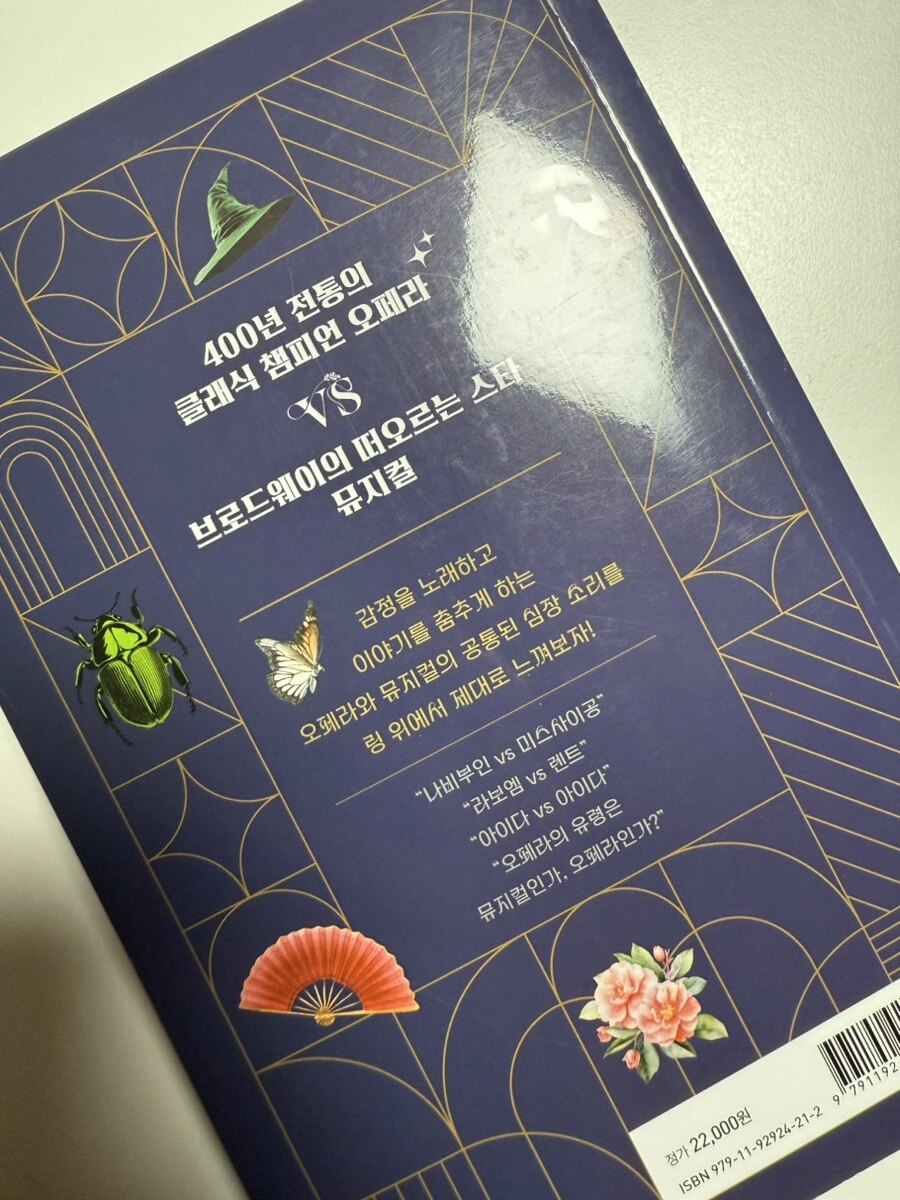 400년 전통의
클래식 챔피언 오페라
VS
브로드웨이의 떠오르는 스타
뮤지컬
감정을 노래하고
이야기를 춤추게 하는
오페라와 뮤지컬의 공통된 심장 소리를
링 위에서 제대로 느껴보자!
“나비부인 vs 미스사이공”
“라보엠 vs 렌트”
“아이다 vs 아이다”
“오페라의 유령은
뮤지컬인가, 오페라인가?”
정가 22,000원
ISBN 979-11-92924-21-2
9 791192